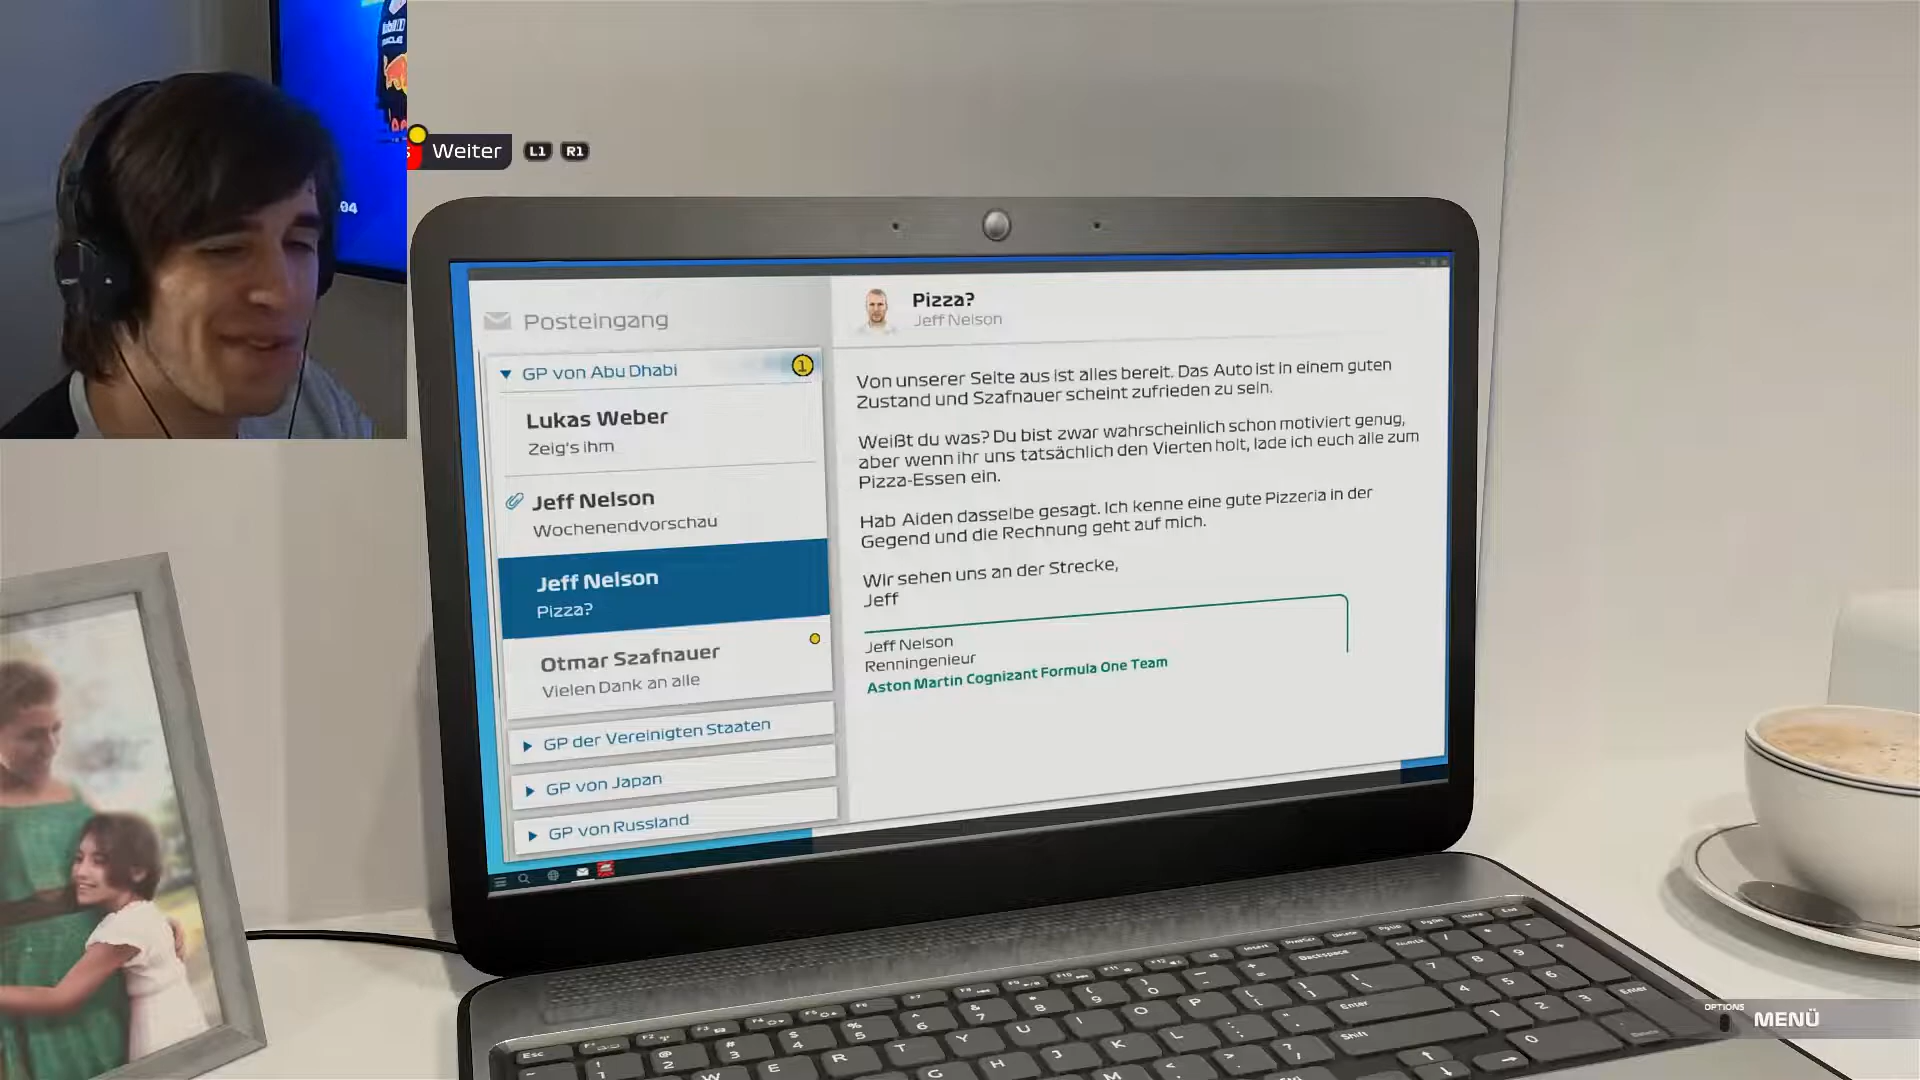 04
Weiter L1 R1
Posteingang
GP von Abu Dhabi 1
Lukas Weber
Zeig's ihm
Jeff Nelson
Wochenendvorschau
Jeff Nelson
Pizza?
Otmar Szafnauer
Vielen Dank an alle
GP der Vereinigten Staaten
GP von Japan
GP von Russland
Pizza?
Jeff Nelson
Von unserer Seite aus ist alles bereit. Das Auto ist in einem guten
Zustand und Szafnauer scheint zufrieden zu sein.
Weißt du was? Du bist zwar wahrscheinlich schon motiviert genug,
aber wenn ihr uns tatsächlich den Vierten holt, lade ich euch alle zum
Pizza-Essen ein.
Hab Aiden dasselbe gesagt. Ich kenne eine gute Pizzeria in der
Gegend und die Rechnung geht auf mich.
Wir sehen uns an der Strecke,
Jeff
Jeff Nelson
Renningenieur
Aston Martin Cognizant Formula One Team
OPTIONS
MENÜ
Esc
Backspace
Enter
Shift
Enter